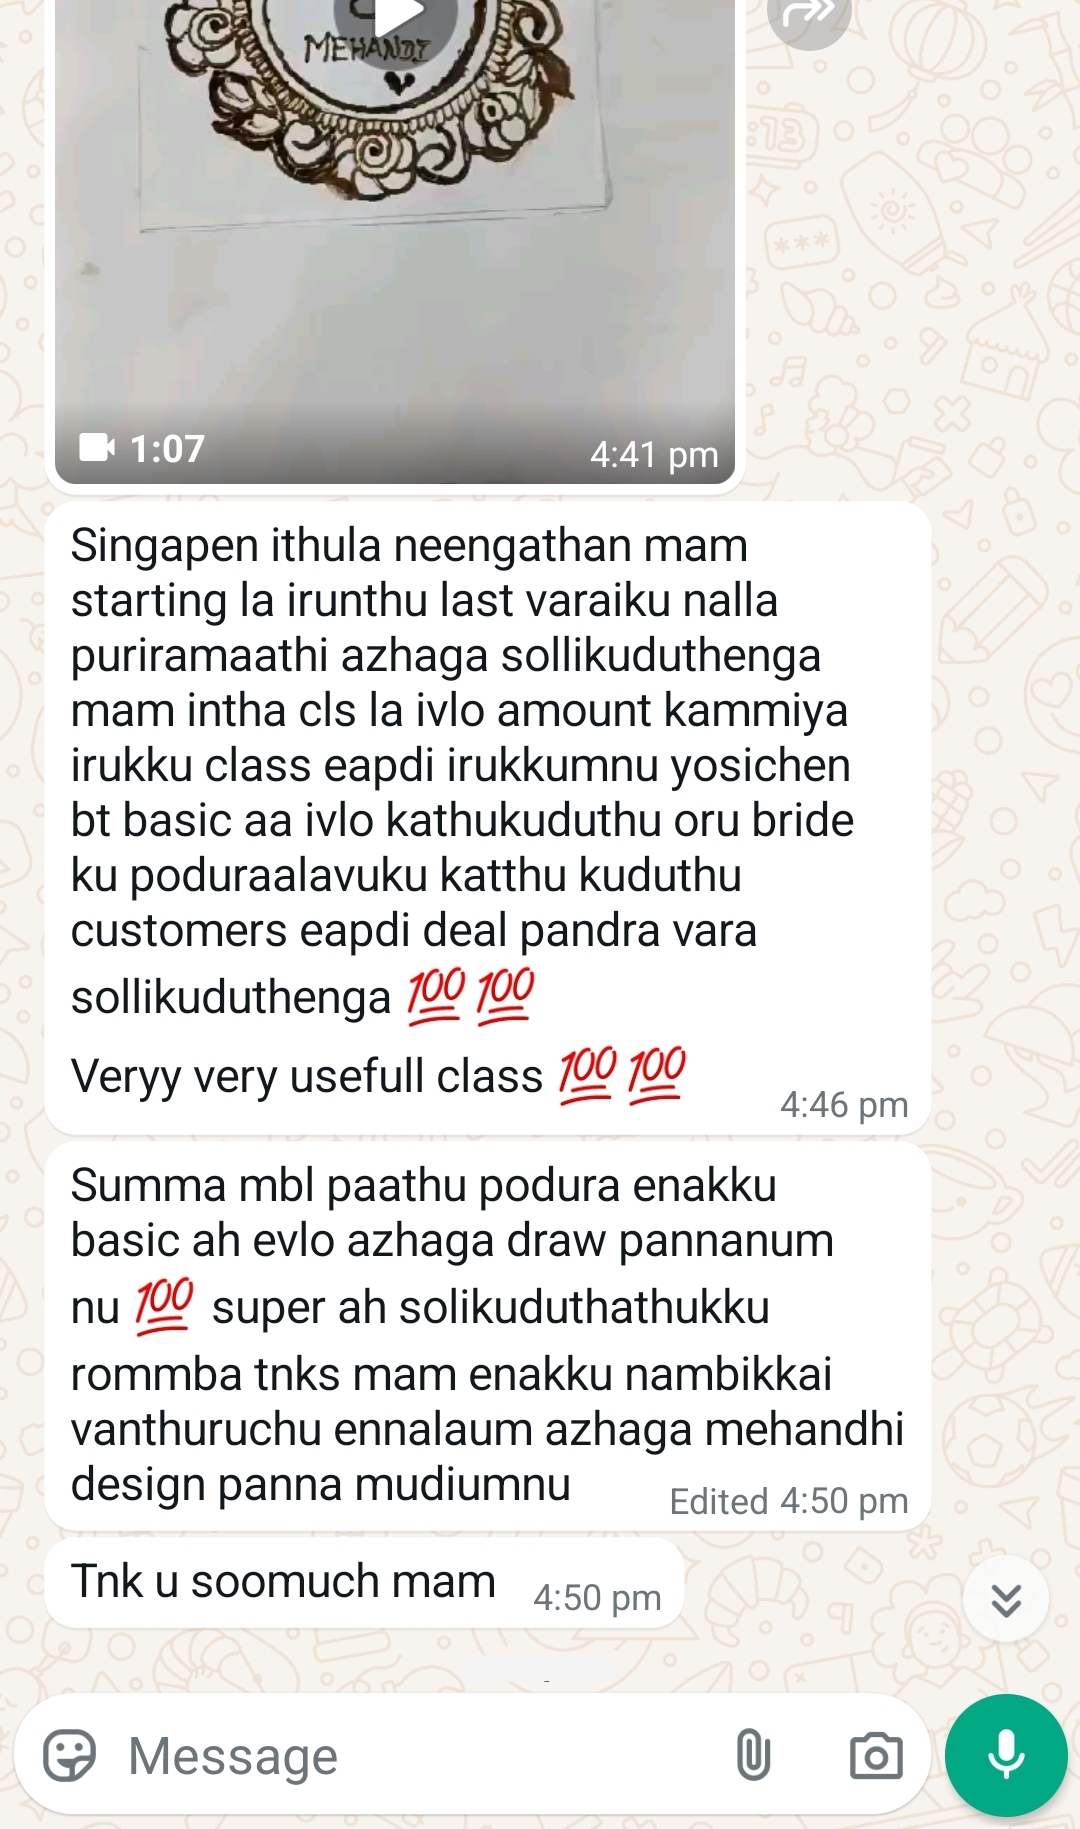 MEHANDI
1:07
4:41 pm
Singapen ithula neengathan mam
starting la irunthu last varaiku nalla
puriramaathi azhaga sollikuduthenga
mam intha cls la ivlo amount kammiya
irukku class eapdi irukkumnu yosichen
bt basic aa ivlo kathukuduthu oru bride
ku poduraalavuku katthu kuduthu
customers eapdi deal pandra vara
sollikuduthenga 💯💯
Veryy very usefull class 💯💯
4:46 pm
Summa mbl paathu podura enakku
basic ah evlo azhaga draw pannanum
nu 💯 super ah solikuduthathukku
rommba tnks mam enakku nambikkai
vanthuruchu ennalaum azhaga mehandhi
design panna mudiumnu
Edited 4:50 pm
Tnk u soomuch mam
4:50 pm
Message